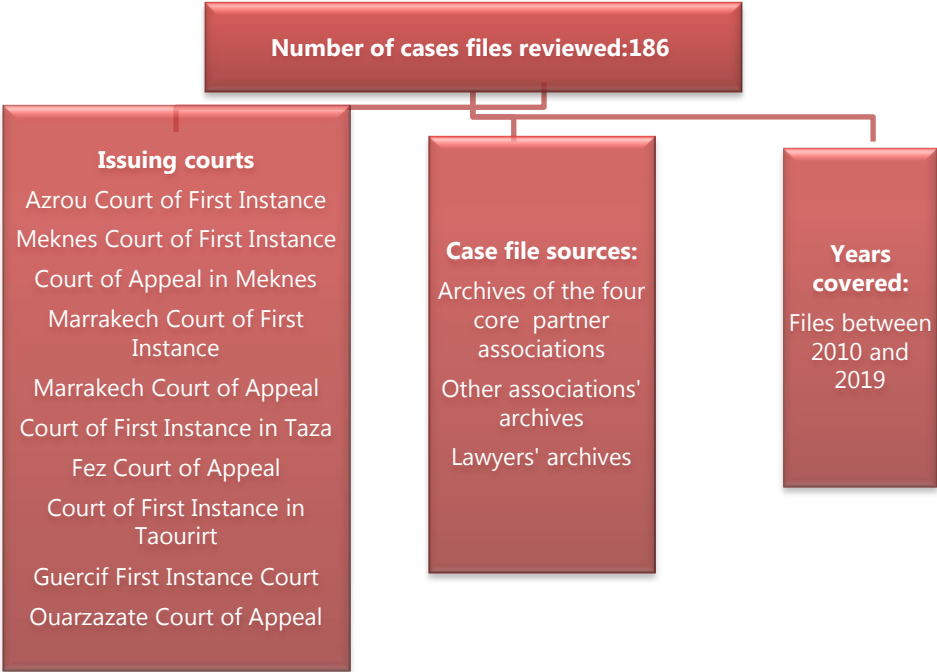 Number of cases files reviewed:186
Issuing courts
Azrou Court of First Instance
Meknes Court of First Instance
Court of Appeal in Meknes
Marrakech Court of First
Instance
Marrakech Court of Appeal
Court of First Instance in Taza
Fez Court of Appeal
Court of First Instance in
Taourirt
Guercif First Instance Court
Ouarzazate Court of Appeal
Case file sources:
Archives of the four
core partner
associations
Other associations'
archives
Lawyers' archives
Years
covered:
Files between
2010 and
2019